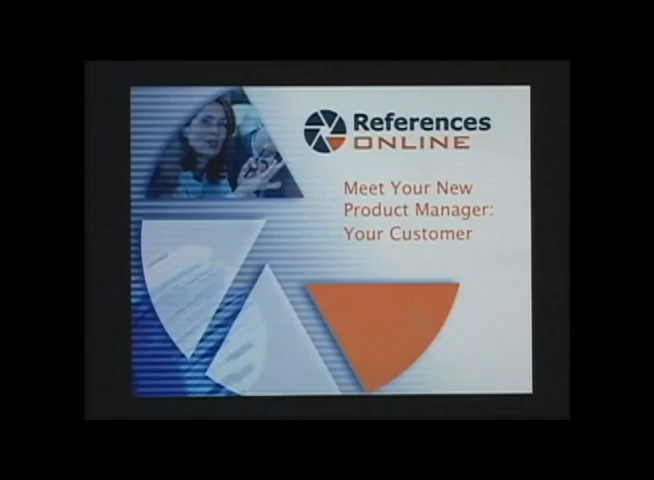 References
ONLINE
Meet Your New
Product Manager:
Your Customer